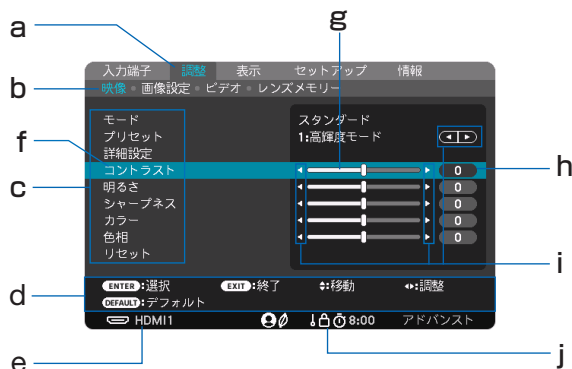 a
g
入力端子 調整 表示 セットアップ 情報
b
映像 画像設定 ビデオ レンズメモリー
モード スタンダード
プリセット 1:高輝度モード
f
詳細設定
コントラスト 0
h
c
明るさ 0
シャープネス 0
カラー 0
色相 0
リセット
i
d
ENTER:選択 EXIT:終了 :移動 :調整
DEFAULT:デフォルト
HDMI1 8:00 アドバンスト
e
j